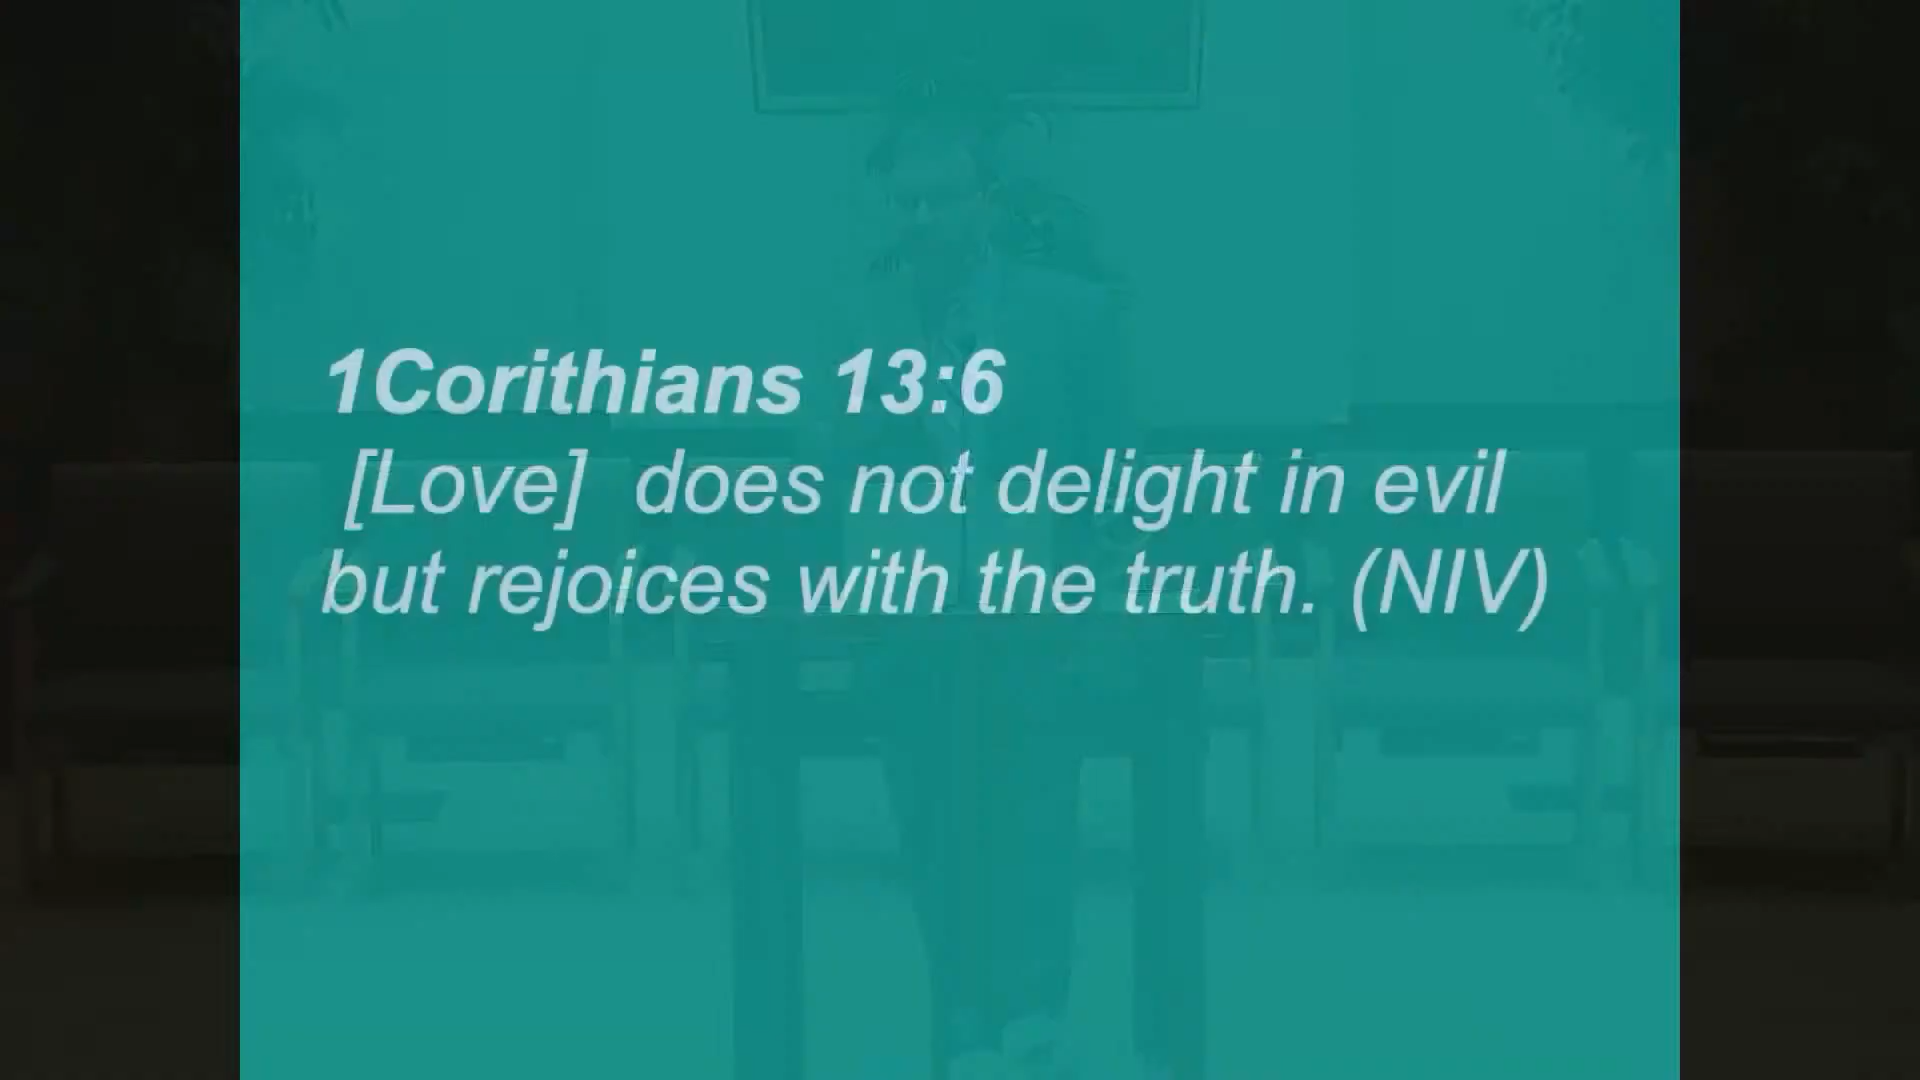 1Corithians 13:6
[Love] does not delight in evil
but rejoices with the truth. (NIV)